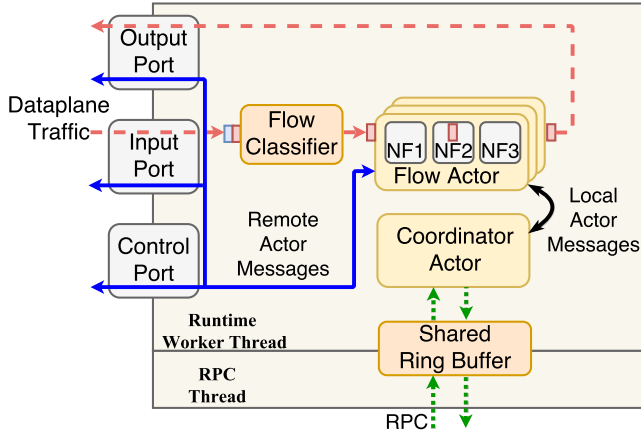 Output
Port
Dataplane
Traffic
Input
Port
Control
Port
Flow
Classifier
NF1
NF2
NF3
Flow Actor
Remote
Actor
Messages
Local
Actor
Messages
Coordinator
Actor
Runtime
Worker Thread
Shared
Ring Buffer
RPC
Thread
RPC